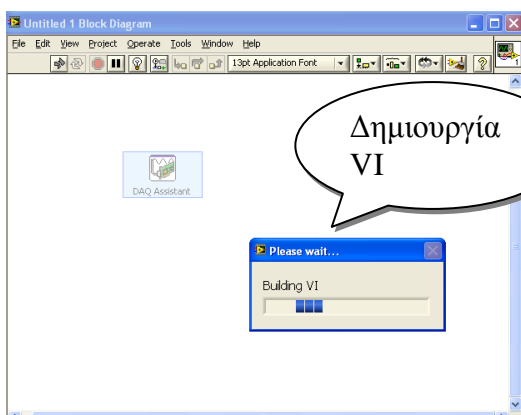 Untitled 1 Block Diagram
File Edit View Project Operate Tools Window Help
13pt Application Font
1
Δημιουργία
VI
DAQ Assistant
Please wait...
Building VI